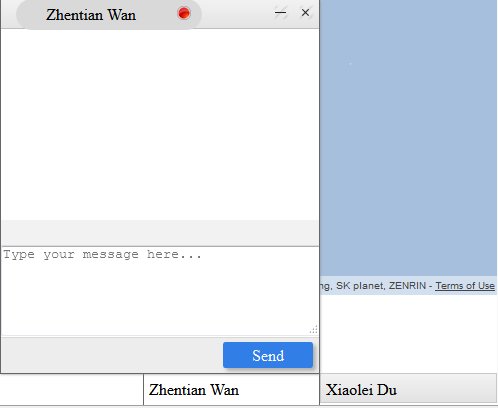 Zhentian Wan
Type your message here...
ng, SK planet, ZENRIN - Terms of Use
Send
Zhentian Wan
Xiaolei Du